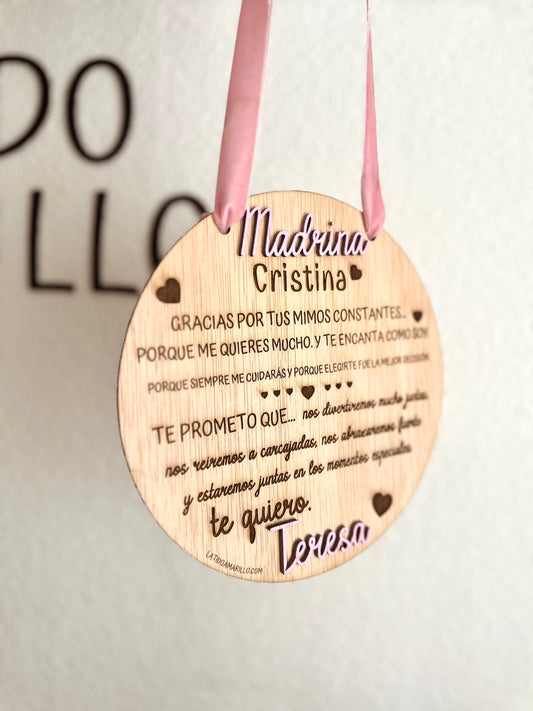 DO
LLO
Madrina
Cristina
GRACIAS POR TUS MIMOS CONSTANTES...
PORQUE ME QUIERES MUCHO. Y TE ENCANTA COMO SOY.
PORQUE SIEMPRE ME CUIDARÁS Y PORQUE ELEGIRTE FUE LA MEJOR DECISIÓN.
TE PROMETO QUE... nos divertiremos mucho juntas,
nos reiremos a carcajadas, nos abrazaremos fuerte
y estaremos juntas en los momentos especiales.
te quiero.
Teresa
LATIDOAMARILLO.COM